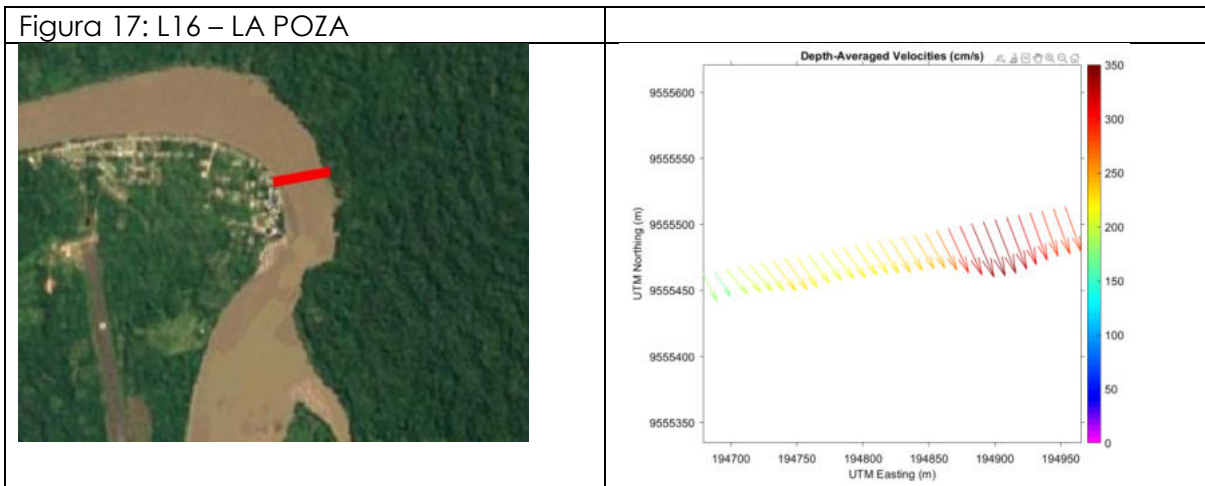 Figura 17: L16 – LA POZA
Depth-Averaged Velocities (cm/s)
UTM Northing (m)
9555600
9555550
9555500
9555450
9555400
9555350
194700 194750 194800 194850 194900 194950
UTM Easting (m)
350
300
250
200
150
100
50
0